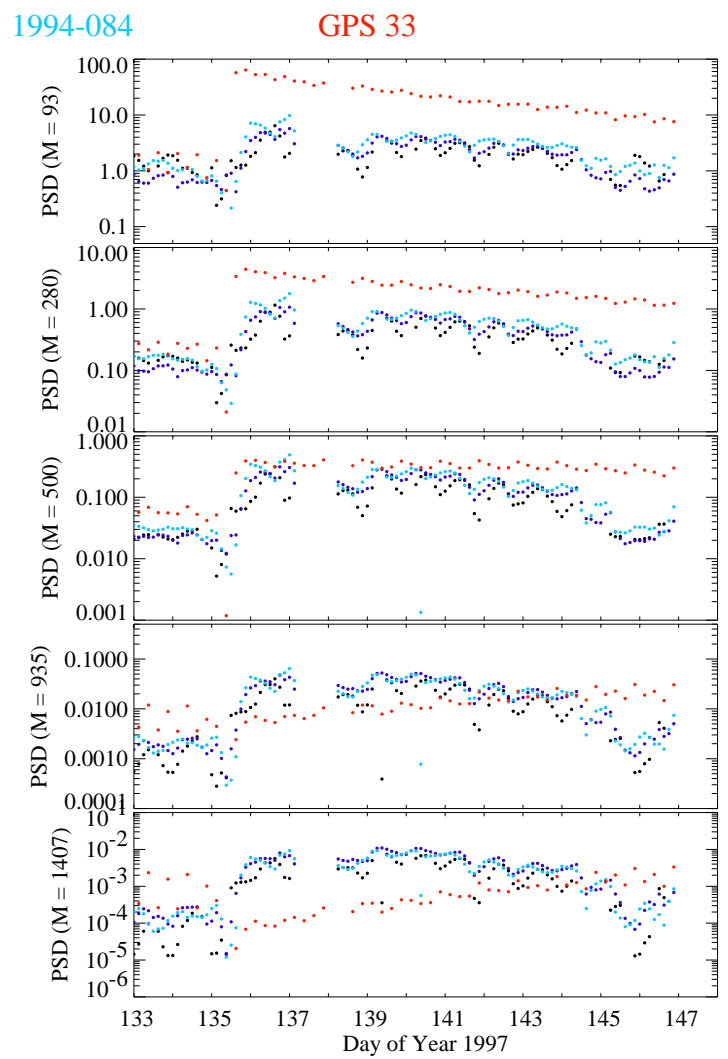 1994-084 GPS 33
PSD (M = 93)
100.0
10.0
1.0
0.1
PSD (M = 280)
10.00
1.00
0.10
0.01
PSD (M = 500)
1.000
0.100
0.010
0.001
PSD (M = 935)
0.1000
0.0100
0.0010
0.0001
PSD (M = 1407)
10-1
10-2
10-3
10-4
10-5
10-6
133 135 137 139 141 143 145 147
Day of Year 1997